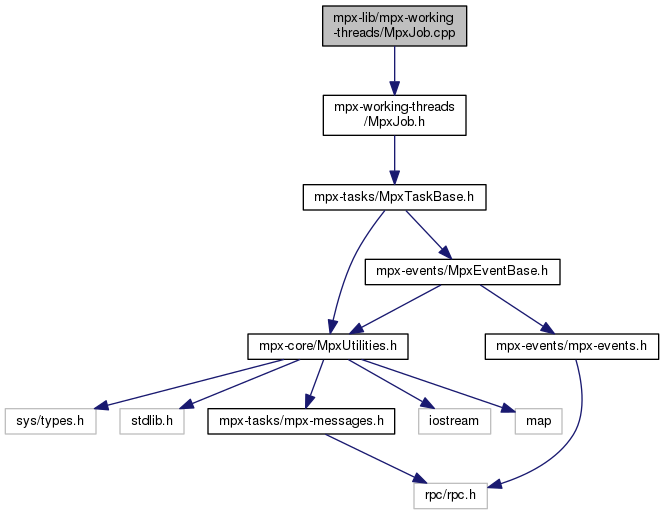 mpx-lib/mpx-working
-threads/MpxJob.cpp
mpx-working-threads
/MpxJob.h
mpx-tasks/MpxTaskBase.h
mpx-events/MpxEventBase.h
mpx-core/MpxUtilities.h
mpx-events/mpx-events.h
sys/types.h
stdlib.h
mpx-tasks/mpx-messages.h
iostream
map
rpc/rpc.h